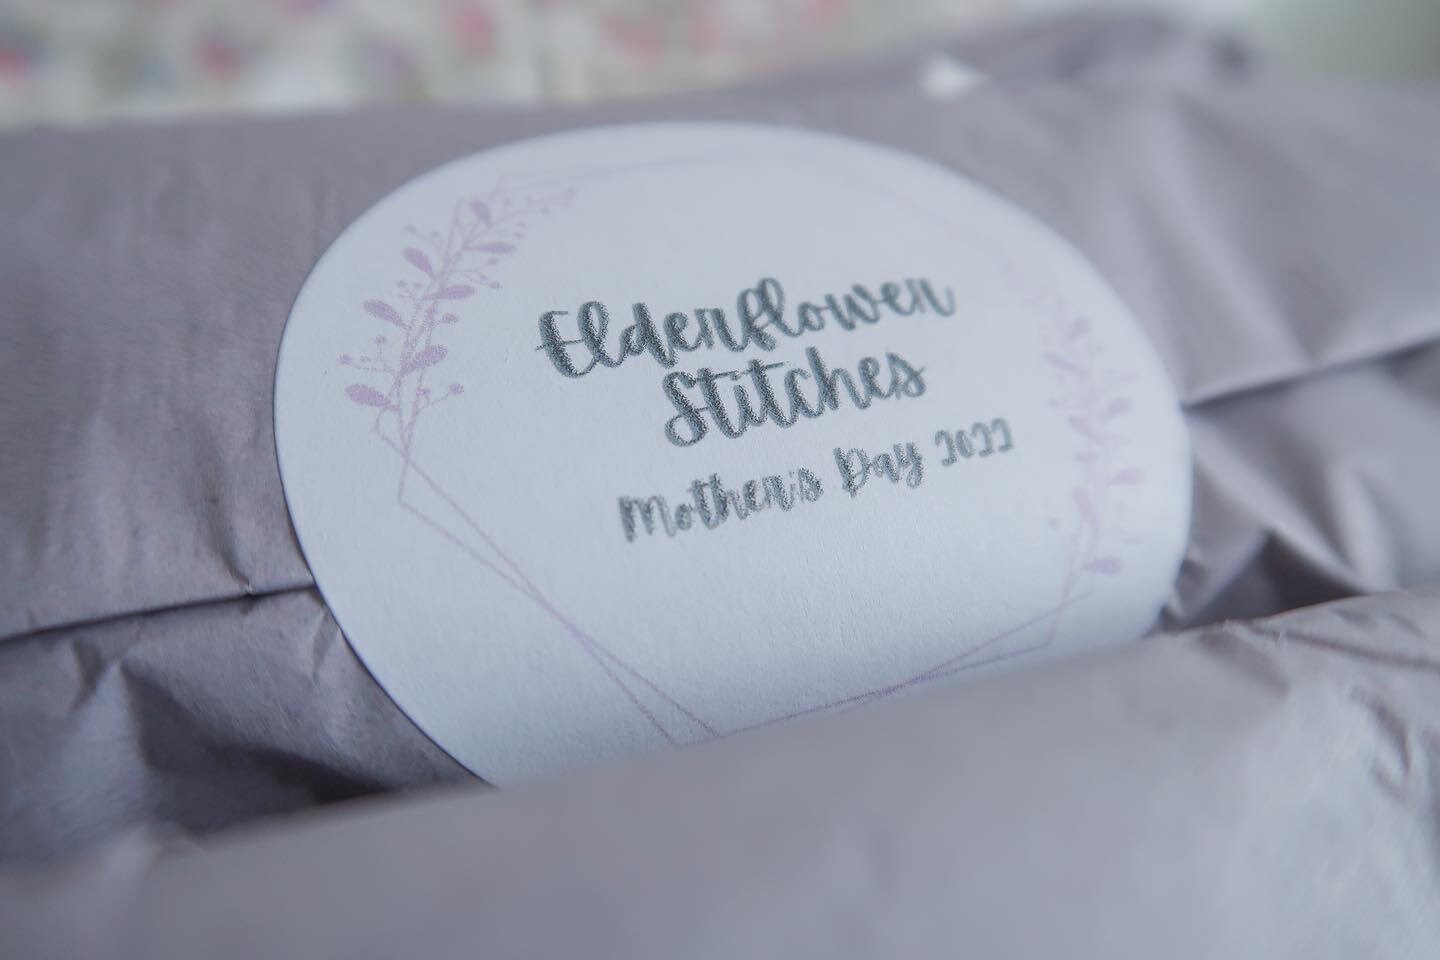 Elderflower
Stitches
Mother's Day 2022